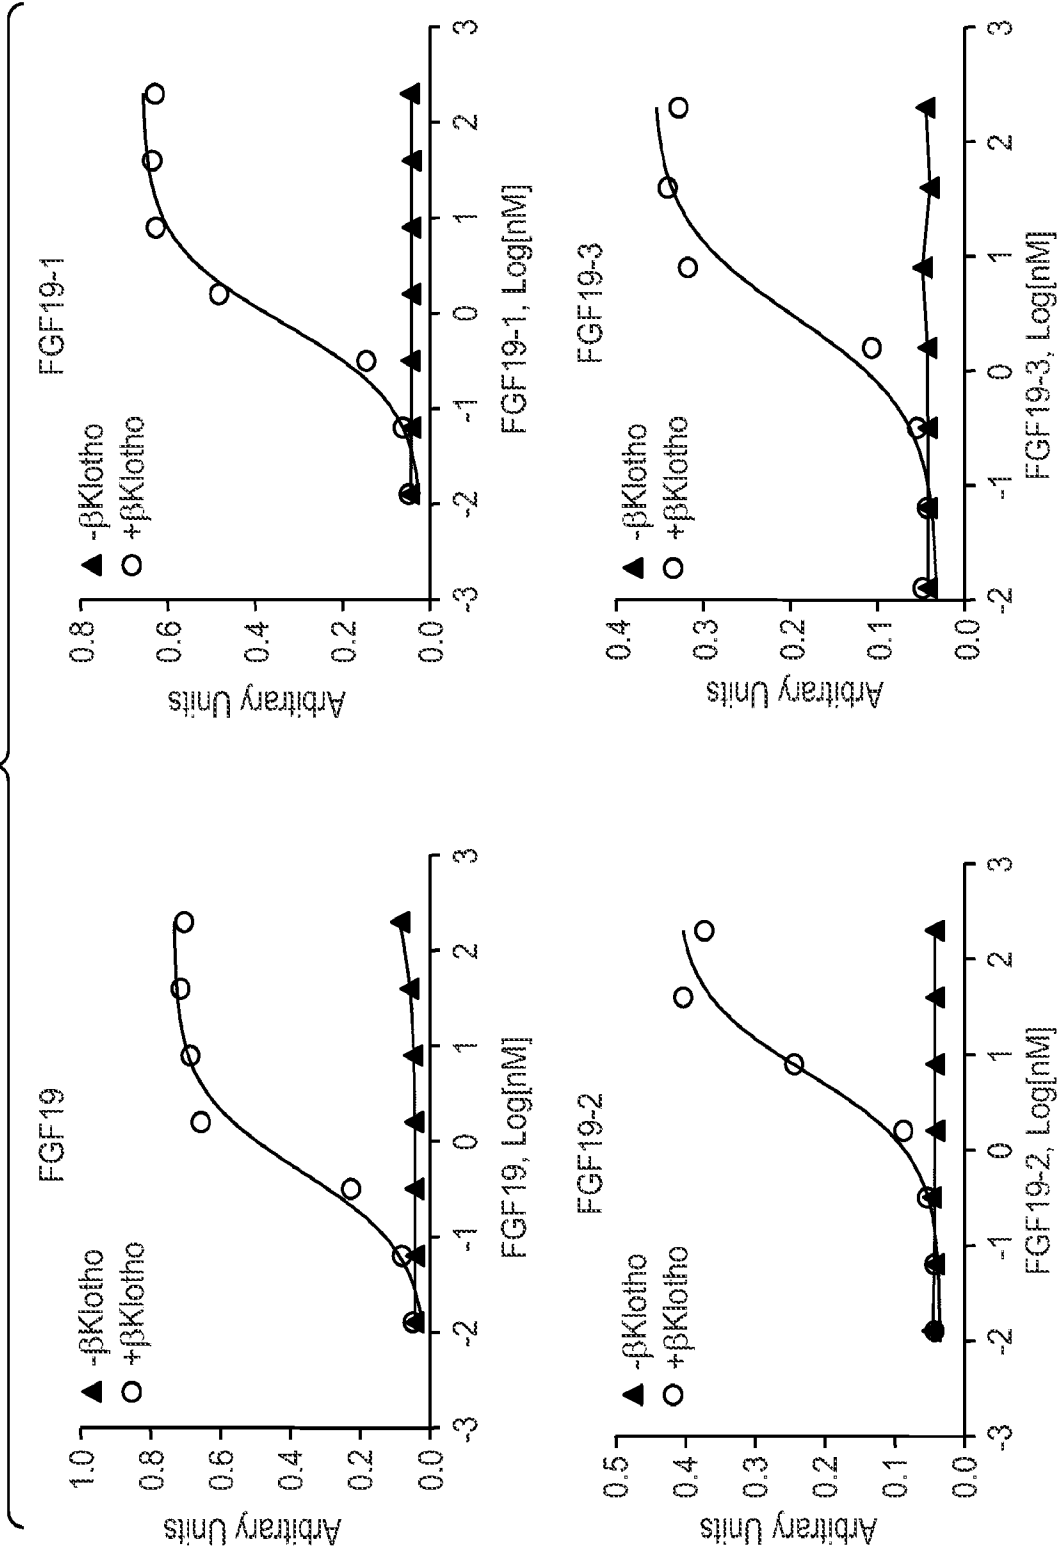 FGF19
▲ -βKlotho
○ +βKlotho
1.0
0.8
0.6
0.4
0.2
0.0
Arbitrary Units
-3 -2 -1 0 1 2 3
FGF19, Log[nM]
FGF19-1
▲ -βKlotho
○ +βKlotho
0.8
0.6
0.4
0.2
0.0
Arbitrary Units
-3 -2 -1 0 1 2 3
FGF19-1, Log[nM]
FGF19-2
▲ -βKlotho
○ +βKlotho
0.5
0.4
0.3
0.2
0.1
0.0
Arbitrary Units
-3 -2 -1 0 1 2 3
FGF19-2, Log[nM]
FGF19-3
▲ -βKlotho
○ +βKlotho
0.4
0.3
0.2
0.1
0.0
Arbitrary Units
-2 -1 0 1 2 3
FGF19-3, Log[nM]